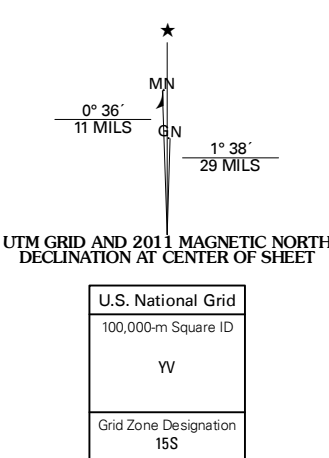 ★
MN
0° 36´
11 MILS
GN
1° 38´
29 MILS
UTM GRID AND 2011 MAGNETIC NORTH
DECLINATION AT CENTER OF SHEET
U.S. National Grid
100,000-m Square ID
YV
Grid Zone Designation
15S